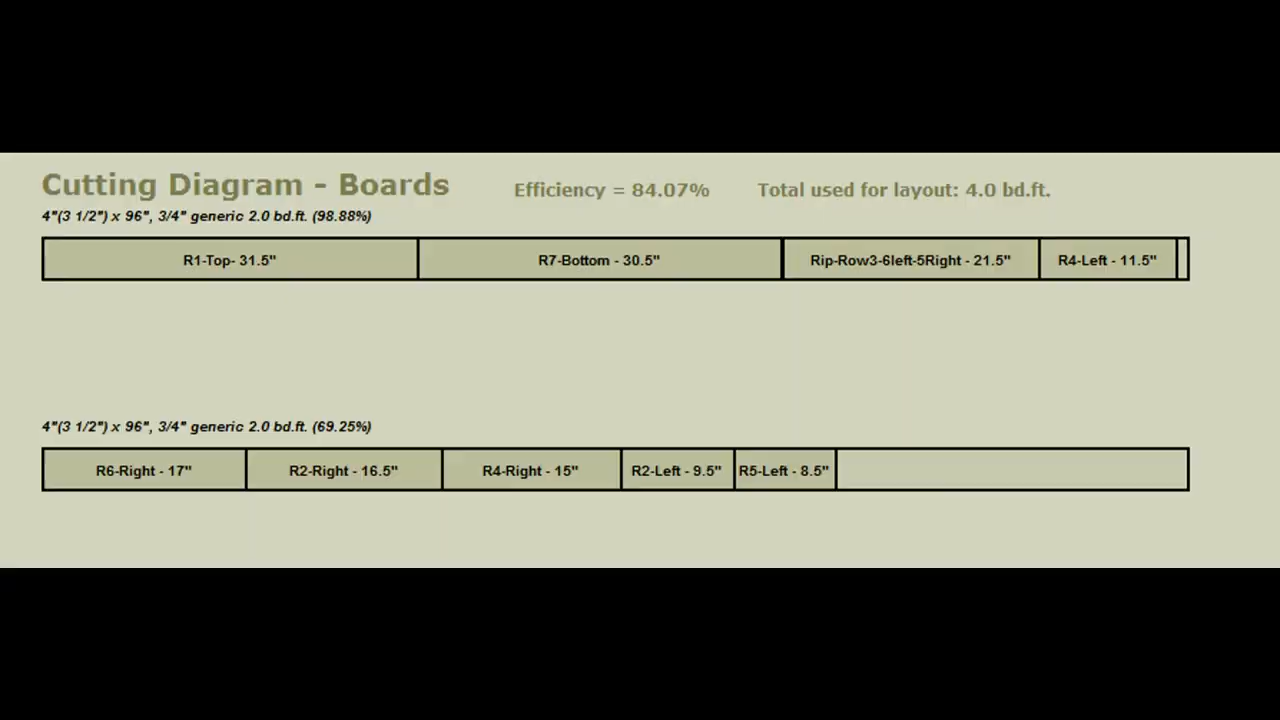 Cutting Diagram - Boards Efficiency = 84.07% Total used for layout: 4.0 bd.ft.
4"(3 1/2") x 96", 3/4" generic 2.0 bd.ft. (98.88%)
R1-Top- 31.5" R7-Bottom - 30.5" Rip-Row3-6left-5Right - 21.5" R4-Left - 11.5"
4"(3 1/2") x 96", 3/4" generic 2.0 bd.ft. (69.25%)
R6-Right - 17" R2-Right - 16.5" R4-Right - 15" R2-Left - 9.5" R5-Left - 8.5"